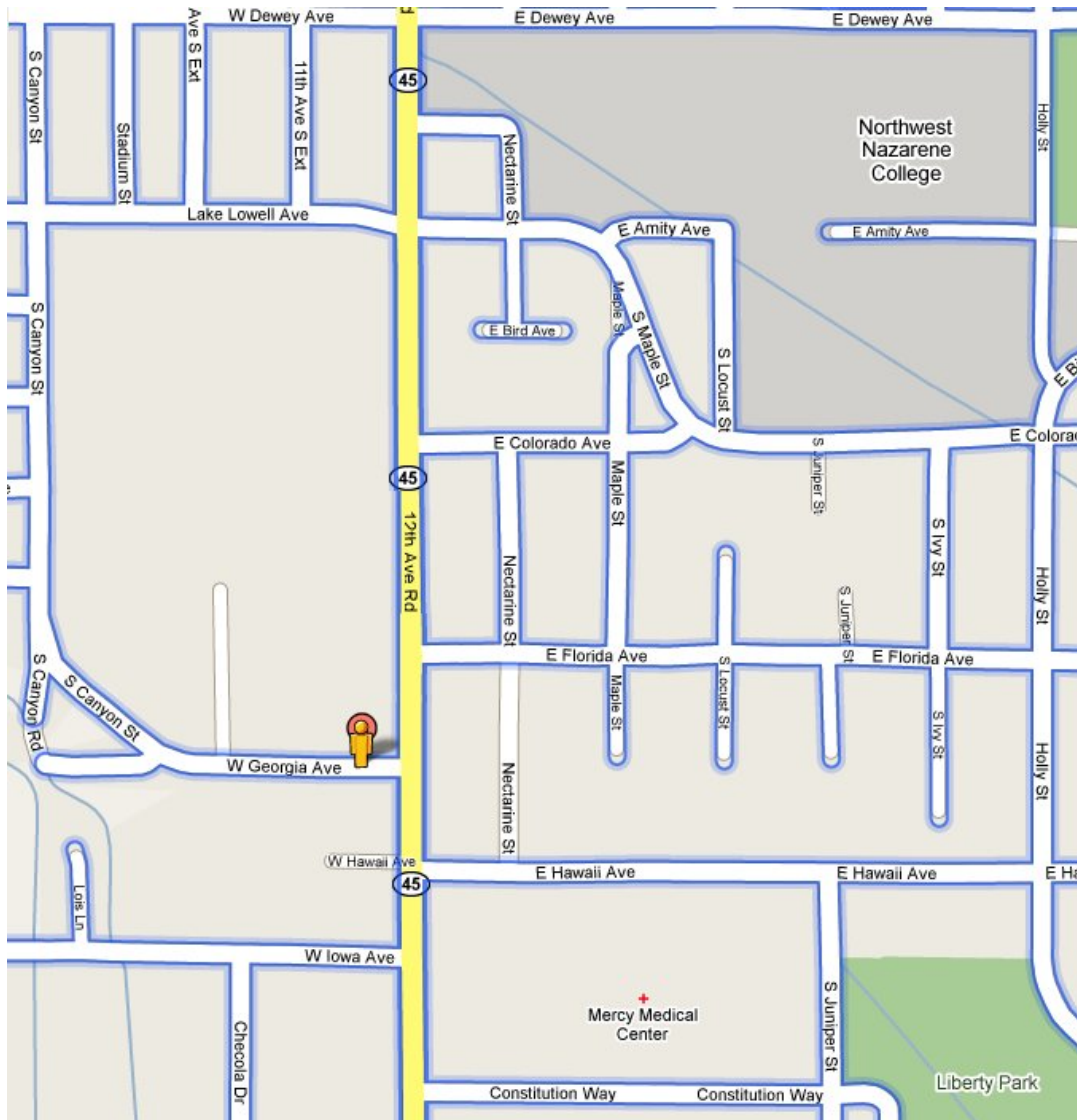 W Dewey Ave
E Dewey Ave
E Dewey Ave
S Canyon St
Stadium St
Ave S Ext
11th Ave S Ext
45
Nectarine St
Northwest
Nazarene
College
Holly St
Lake Lowell Ave
E Amity Ave
E Amity Ave
S Canyon St
Maple St
S Maple St
E Bird Ave
S Locust St
E Colorado Ave
S Juniper St
45
12th Ave Rd
Maple St
Nectarine St
S Ivy St
Holly St
S Juniper St
E Florida Ave
E Florida Ave
S Canyon Rd
S Canyon St
Maple St
S Locust St
S Ivy St
Holly St
W Georgia Ave
Nectarine St
W Hawaii Ave
45
E Hawaii Ave
E Hawaii Ave
Lois Ln
W Iowa Ave
Checola Dr
Mercy Medical
Center
S Juniper St
Liberty Park
Constitution Way
Constitution Way